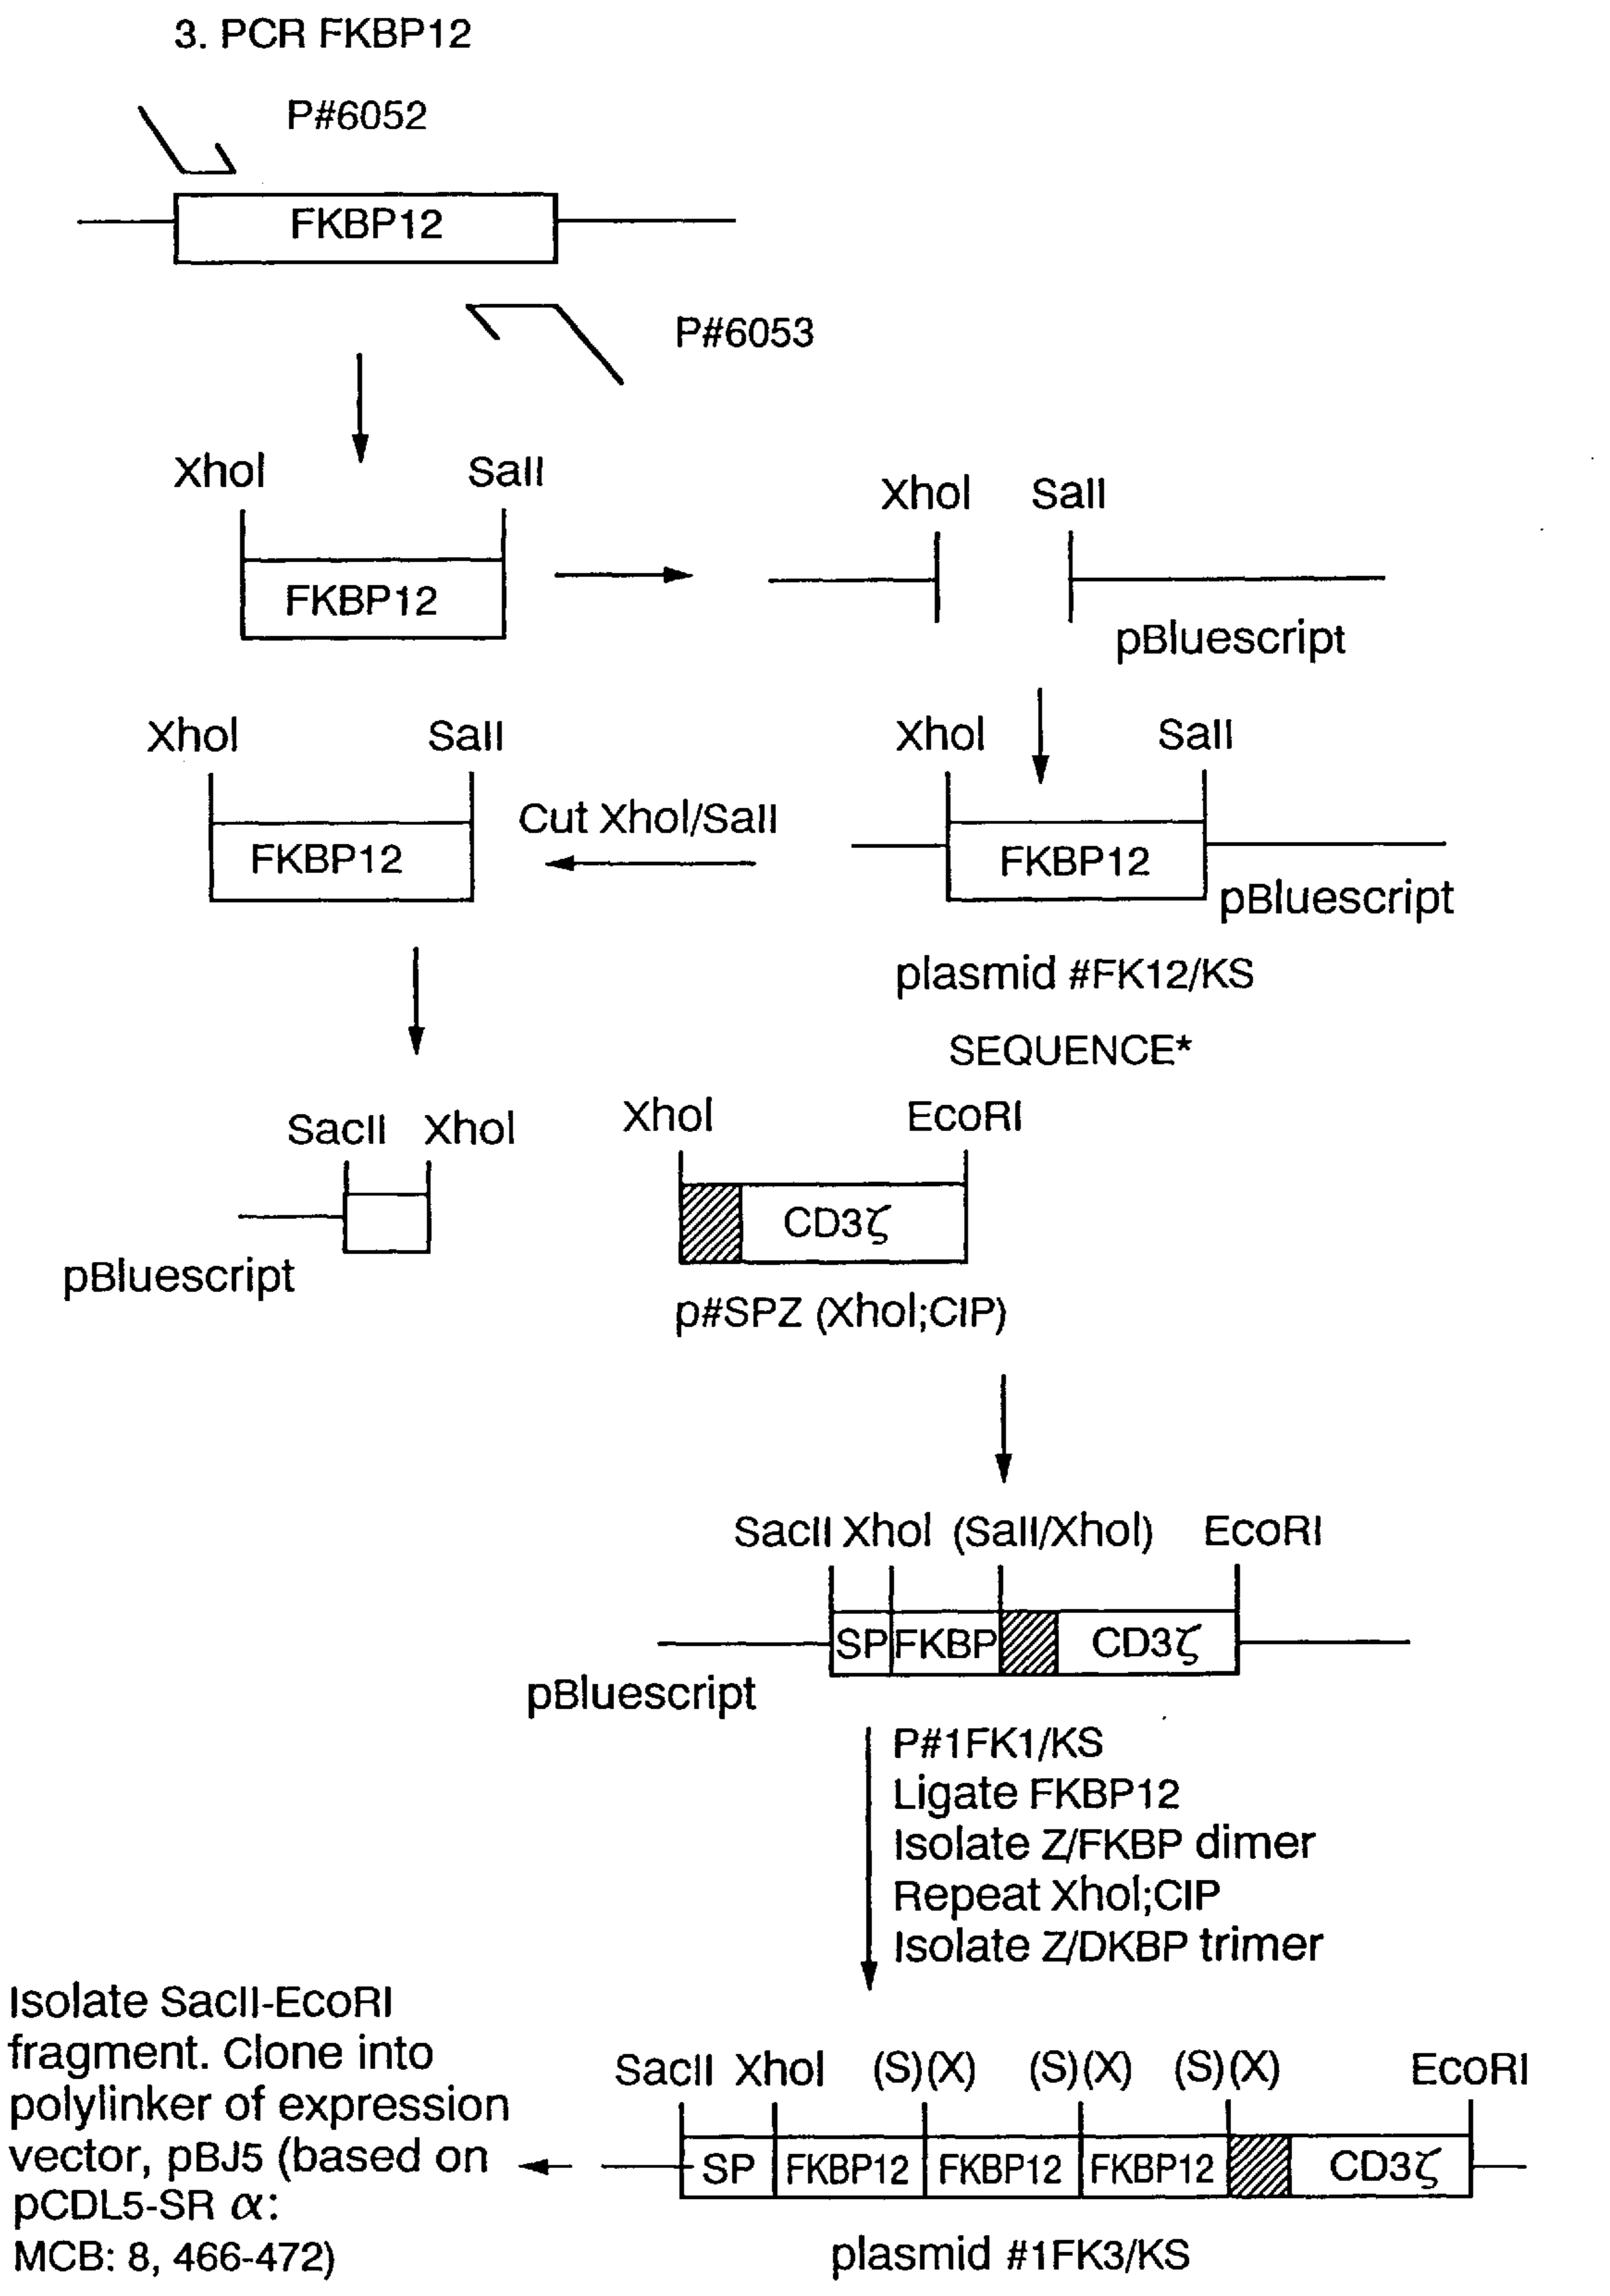 3. PCR FKBP12
P#6052
FKBP12
P#6053
XhoI SalI
FKBP12
XhoI SalI
pBluescript
XhoI SalI
FKBP12
Cut XhoI/SalI
XhoI SalI
FKBP12
pBluescript
plasmid #FK12/KS
SEQUENCE*
SacII XhoI
pBluescript
XhoI EcoRI
CD3ζ
p#SPZ (XhoI;CIP)
SacII XhoI (SalI/XhoI) EcoRI
SP FKBP CD3ζ
pBluescript
P#1FK1/KS
Ligate FKBP12
Isolate Z/FKBP dimer
Repeat XhoI;CIP
Isolate Z/DKBP trimer
Isolate SacII-EcoRI
fragment. Clone into
polylinker of expression
vector, pBJ5 (based on
pCDL5-SR α:
MCB: 8, 466-472)
SacII XhoI (S)(X) (S)(X) (S)(X) EcoRI
SP FKBP12 FKBP12 FKBP12 CD3ζ
plasmid #1FK3/KS